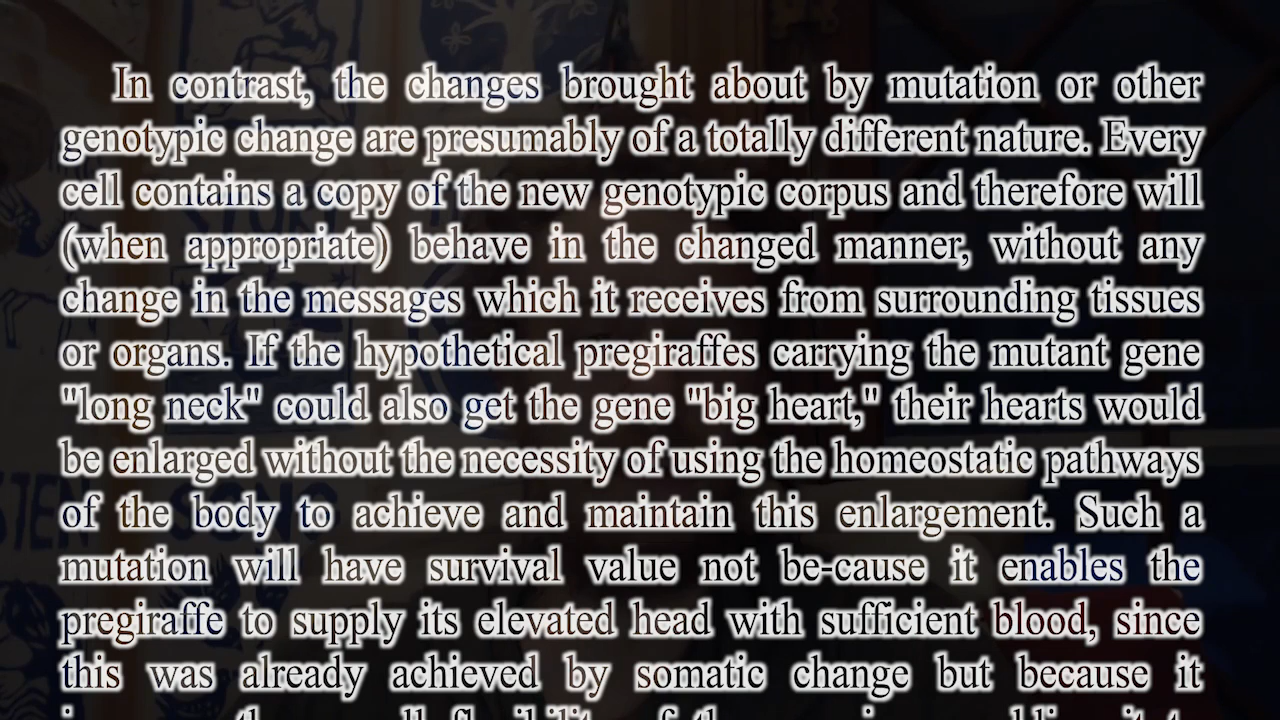 In contrast, the changes brought about by mutation or other
genotypic change are presumably of a totally different nature. Every
cell contains a copy of the new genotypic corpus and therefore will
(when appropriate) behave in the changed manner, without any
change in the messages which it receives from surrounding tissues
or organs. If the hypothetical pregiraffes carrying the mutant gene
"long neck" could also get the gene "big heart," their hearts would
be enlarged without the necessity of using the homeostatic pathways
of the body to achieve and maintain this enlargement. Such a
mutation will have survival value not be-cause it enables the
pregiraffe to supply its elevated head with sufficient blood, since
this was already achieved by somatic change but because it